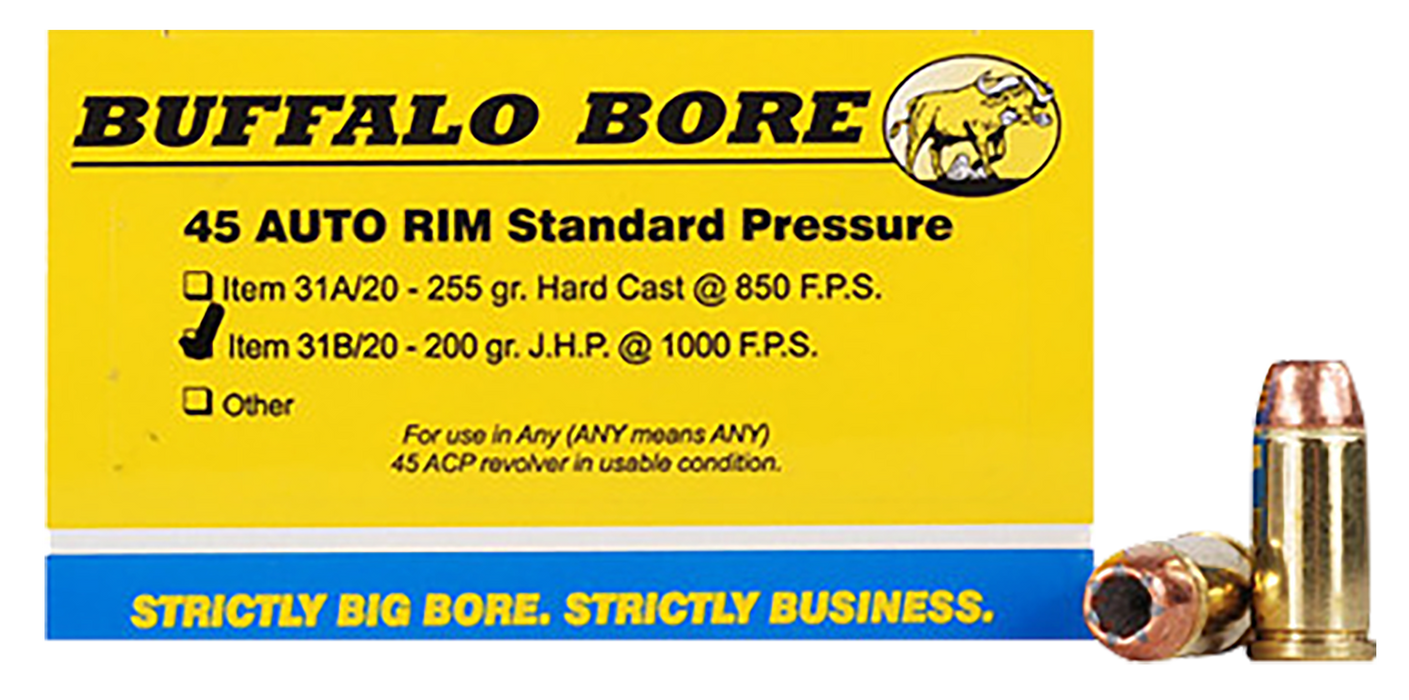 BUFFALO BORE
45 AUTO RIM Standard Pressure
Item 31A/20 - 255 gr. Hard Cast @ 850 F.P.S.
Item 31B/20 - 200 gr. J.H.P. @ 1000 F.P.S.
Other
For use in Any (ANY means ANY)
45 ACP revolver in usable condition.
STRICTLY BIG BORE. STRICTLY BUSINESS.